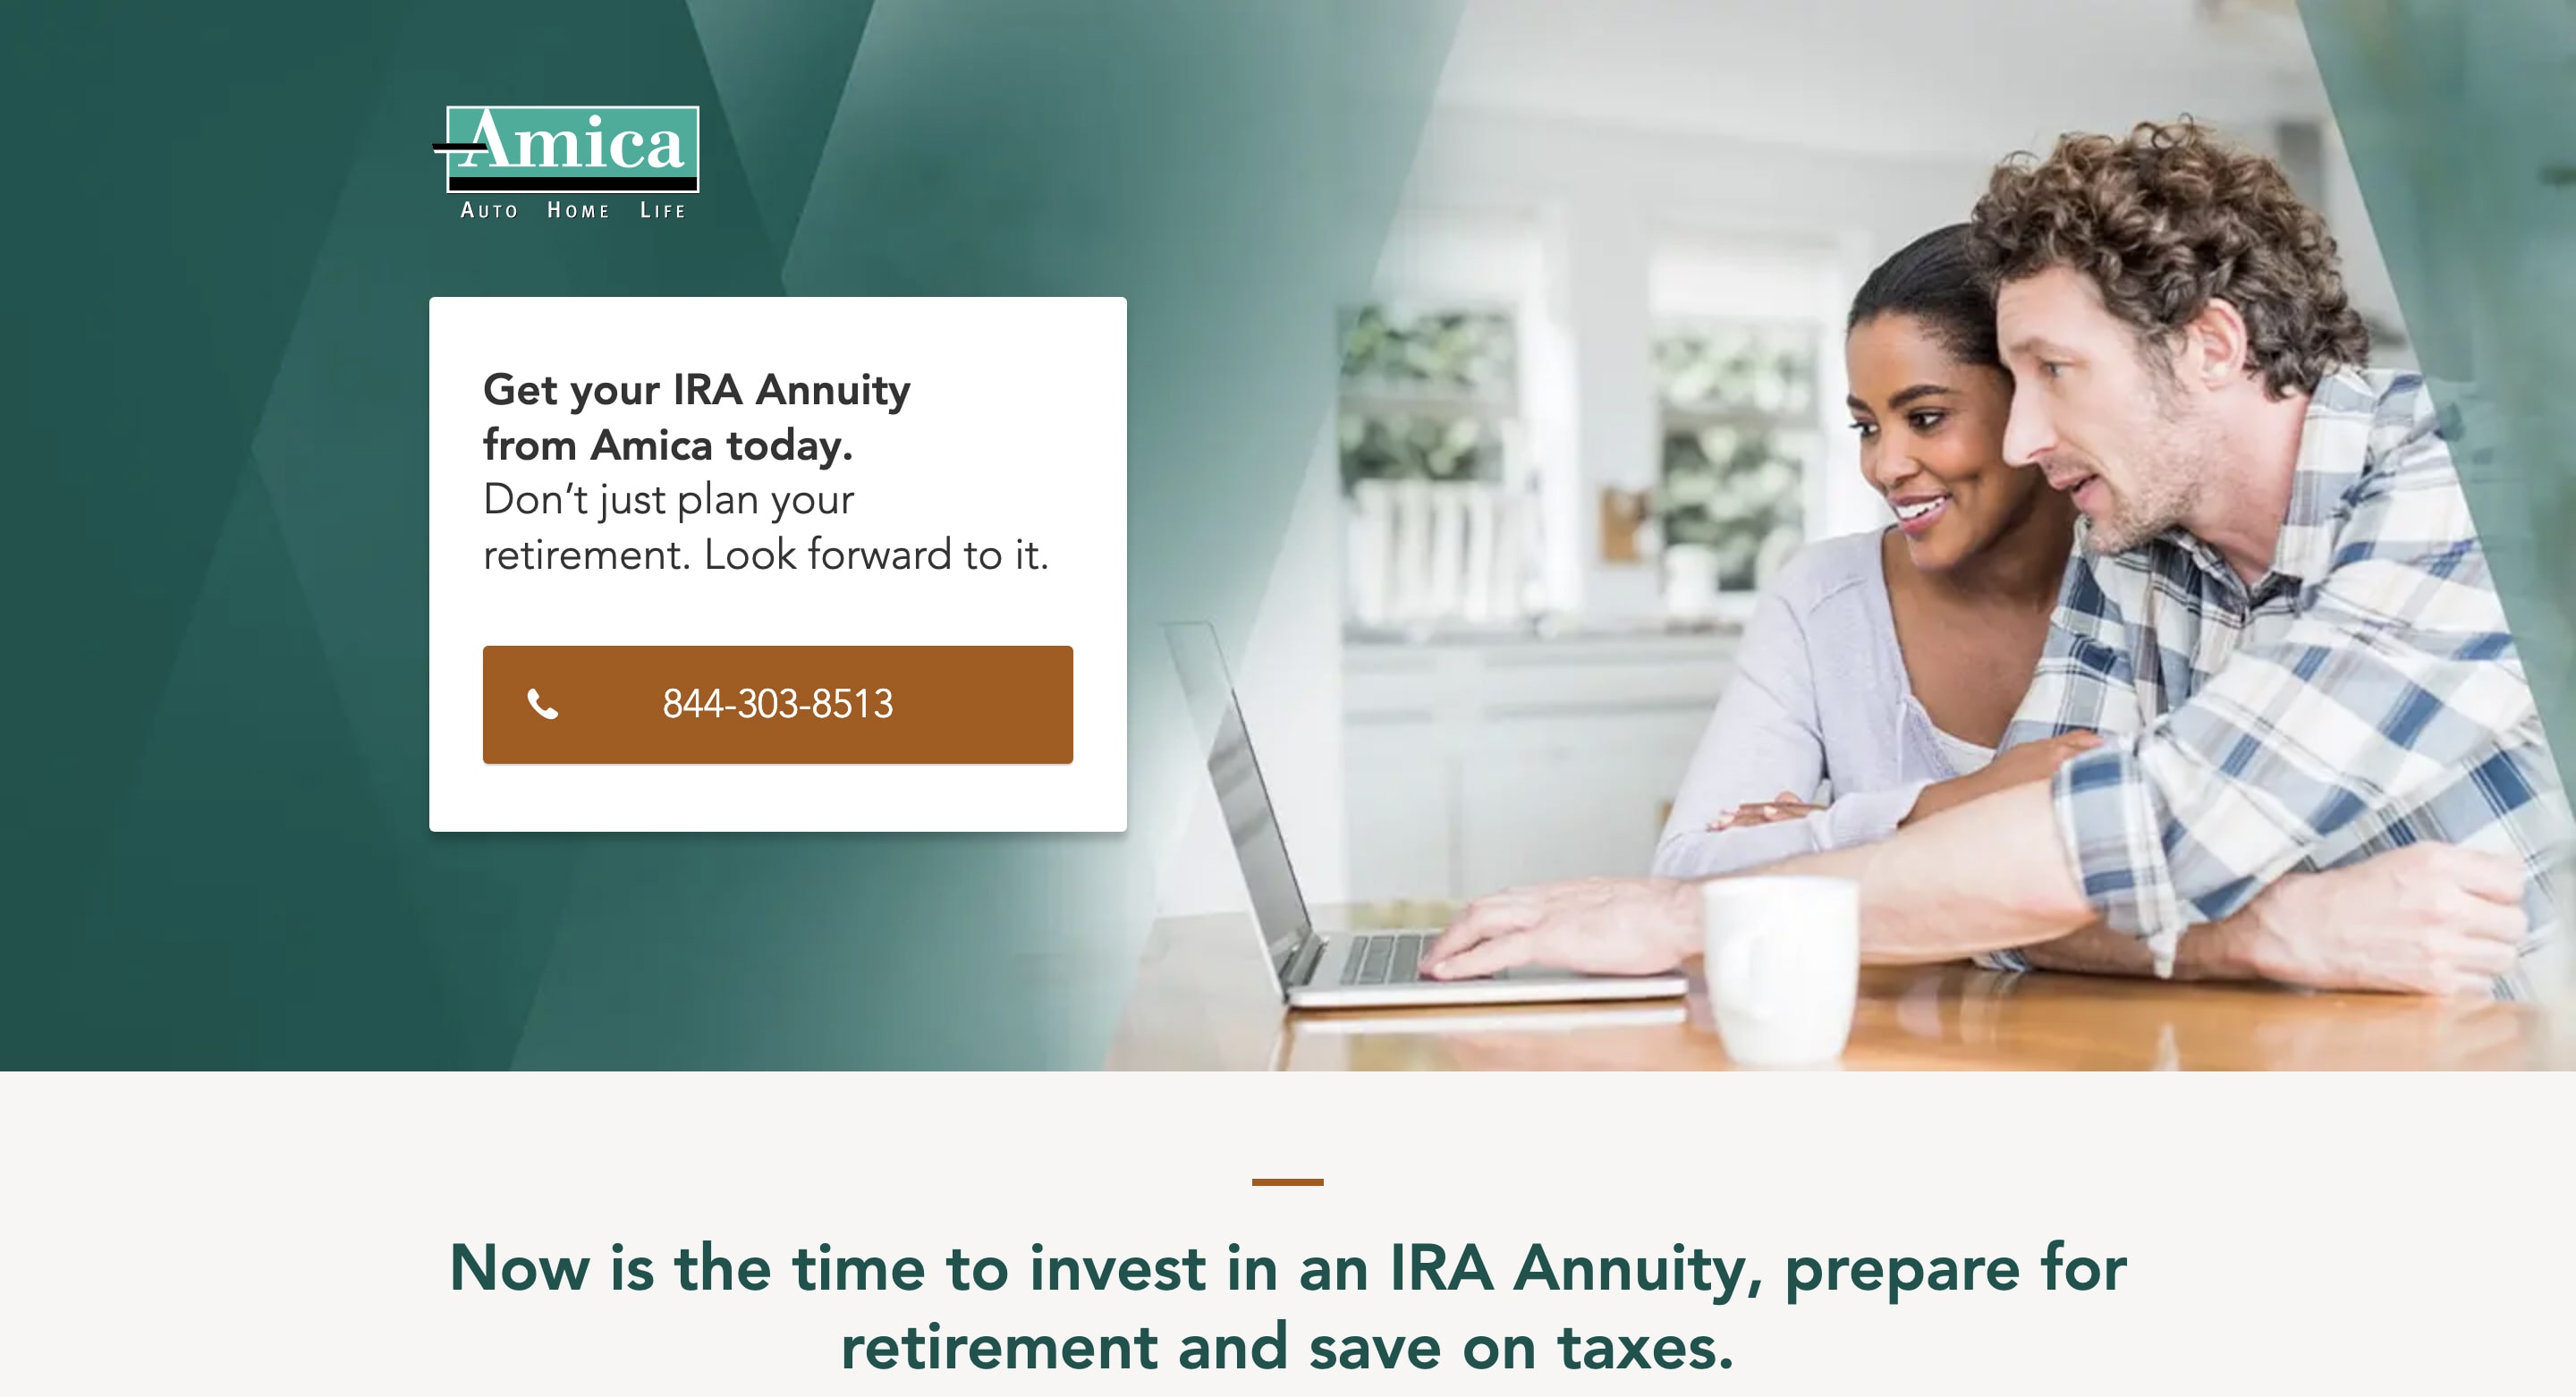 Amica
AUTO HOME LIFE
Get your IRA Annuity
from Amica today.
Don’t just plan your
retirement. Look forward to it.
844-303-8513
Now is the time to invest in an IRA Annuity, prepare for
retirement and save on taxes.